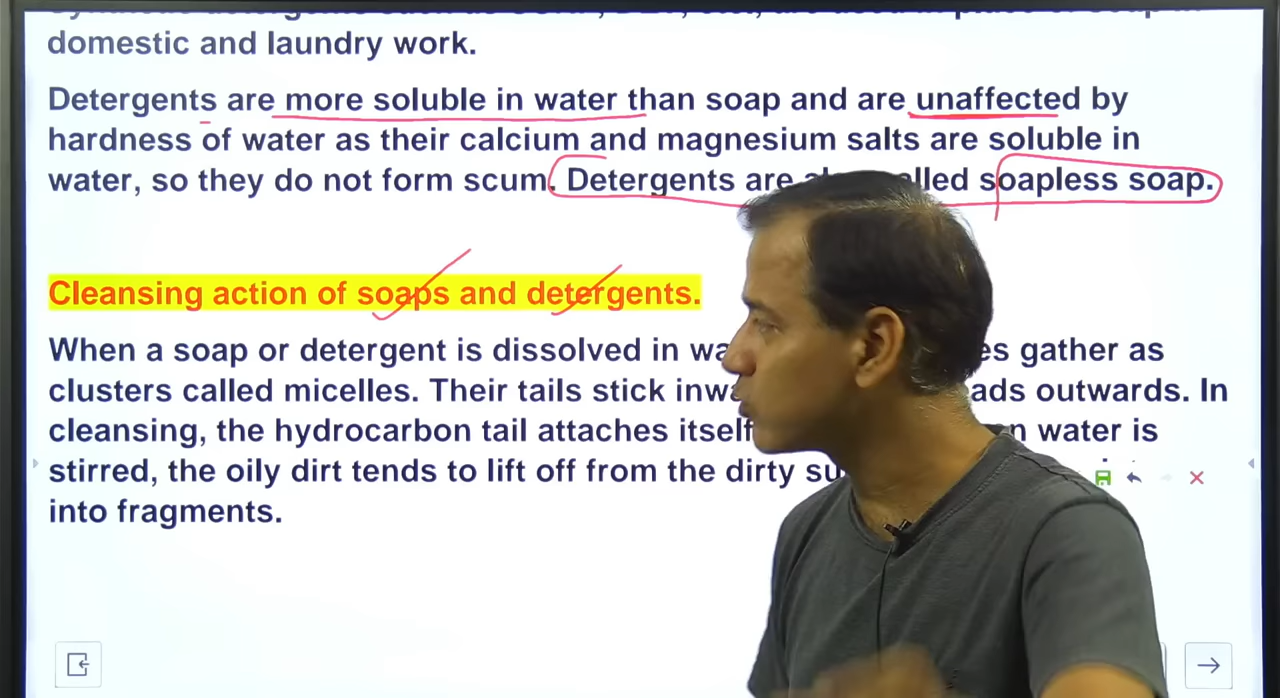 domestic and laundry work.
Detergents are more soluble in water than soap and are unaffected by
hardness of water as their calcium and magnesium salts are soluble in
water, so they do not form scum. Detergents are called soapless soap.
Cleansing action of soaps and detergents.
When a soap or detergent is dissolved in gather as
clusters called micelles. Their tails stick outwards. In
cleansing, the hydrocarbon tail attaches itself water is
stirred, the oily dirt tends to lift off from the dirty
into fragments.